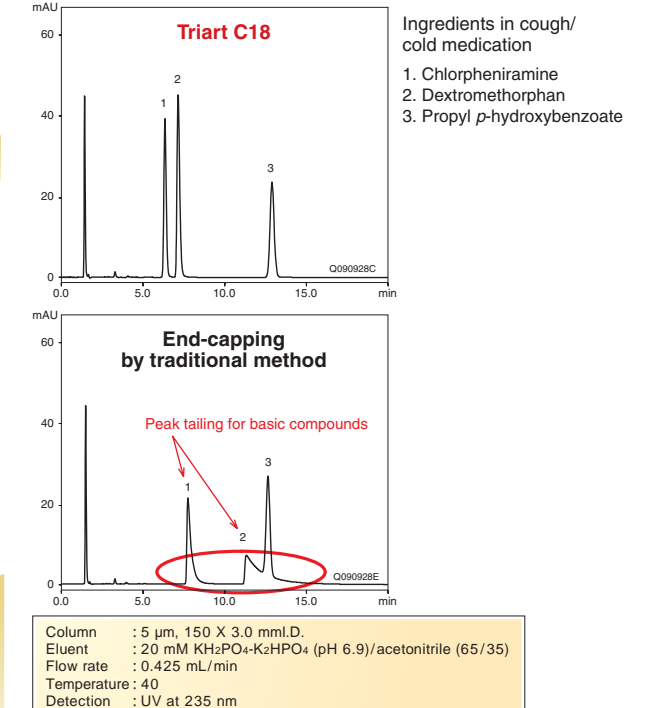 mAU
60
40
20
0
Triart C18
1
2
3
Q090928C
0.0 5.0 10.0 15.0 min
Ingredients in cough/
cold medication
1. Chlorpheniramine
2. Dextromethorphan
3. Propyl p-hydroxybenzoate
mAU
60
40
20
0
End-capping
by traditional method
Peak tailing for basic compounds
1
2
3
Q090928E
0.0 5.0 10.0 15.0 min
Column : 5 μm, 150 X 3.0 mmI.D.
Eluent : 20 mM KH2PO4-K2HPO4 (pH 6.9)/acetonitrile (65/35)
Flow rate : 0.425 mL/min
Temperature : 40
Detection : UV at 235 nm